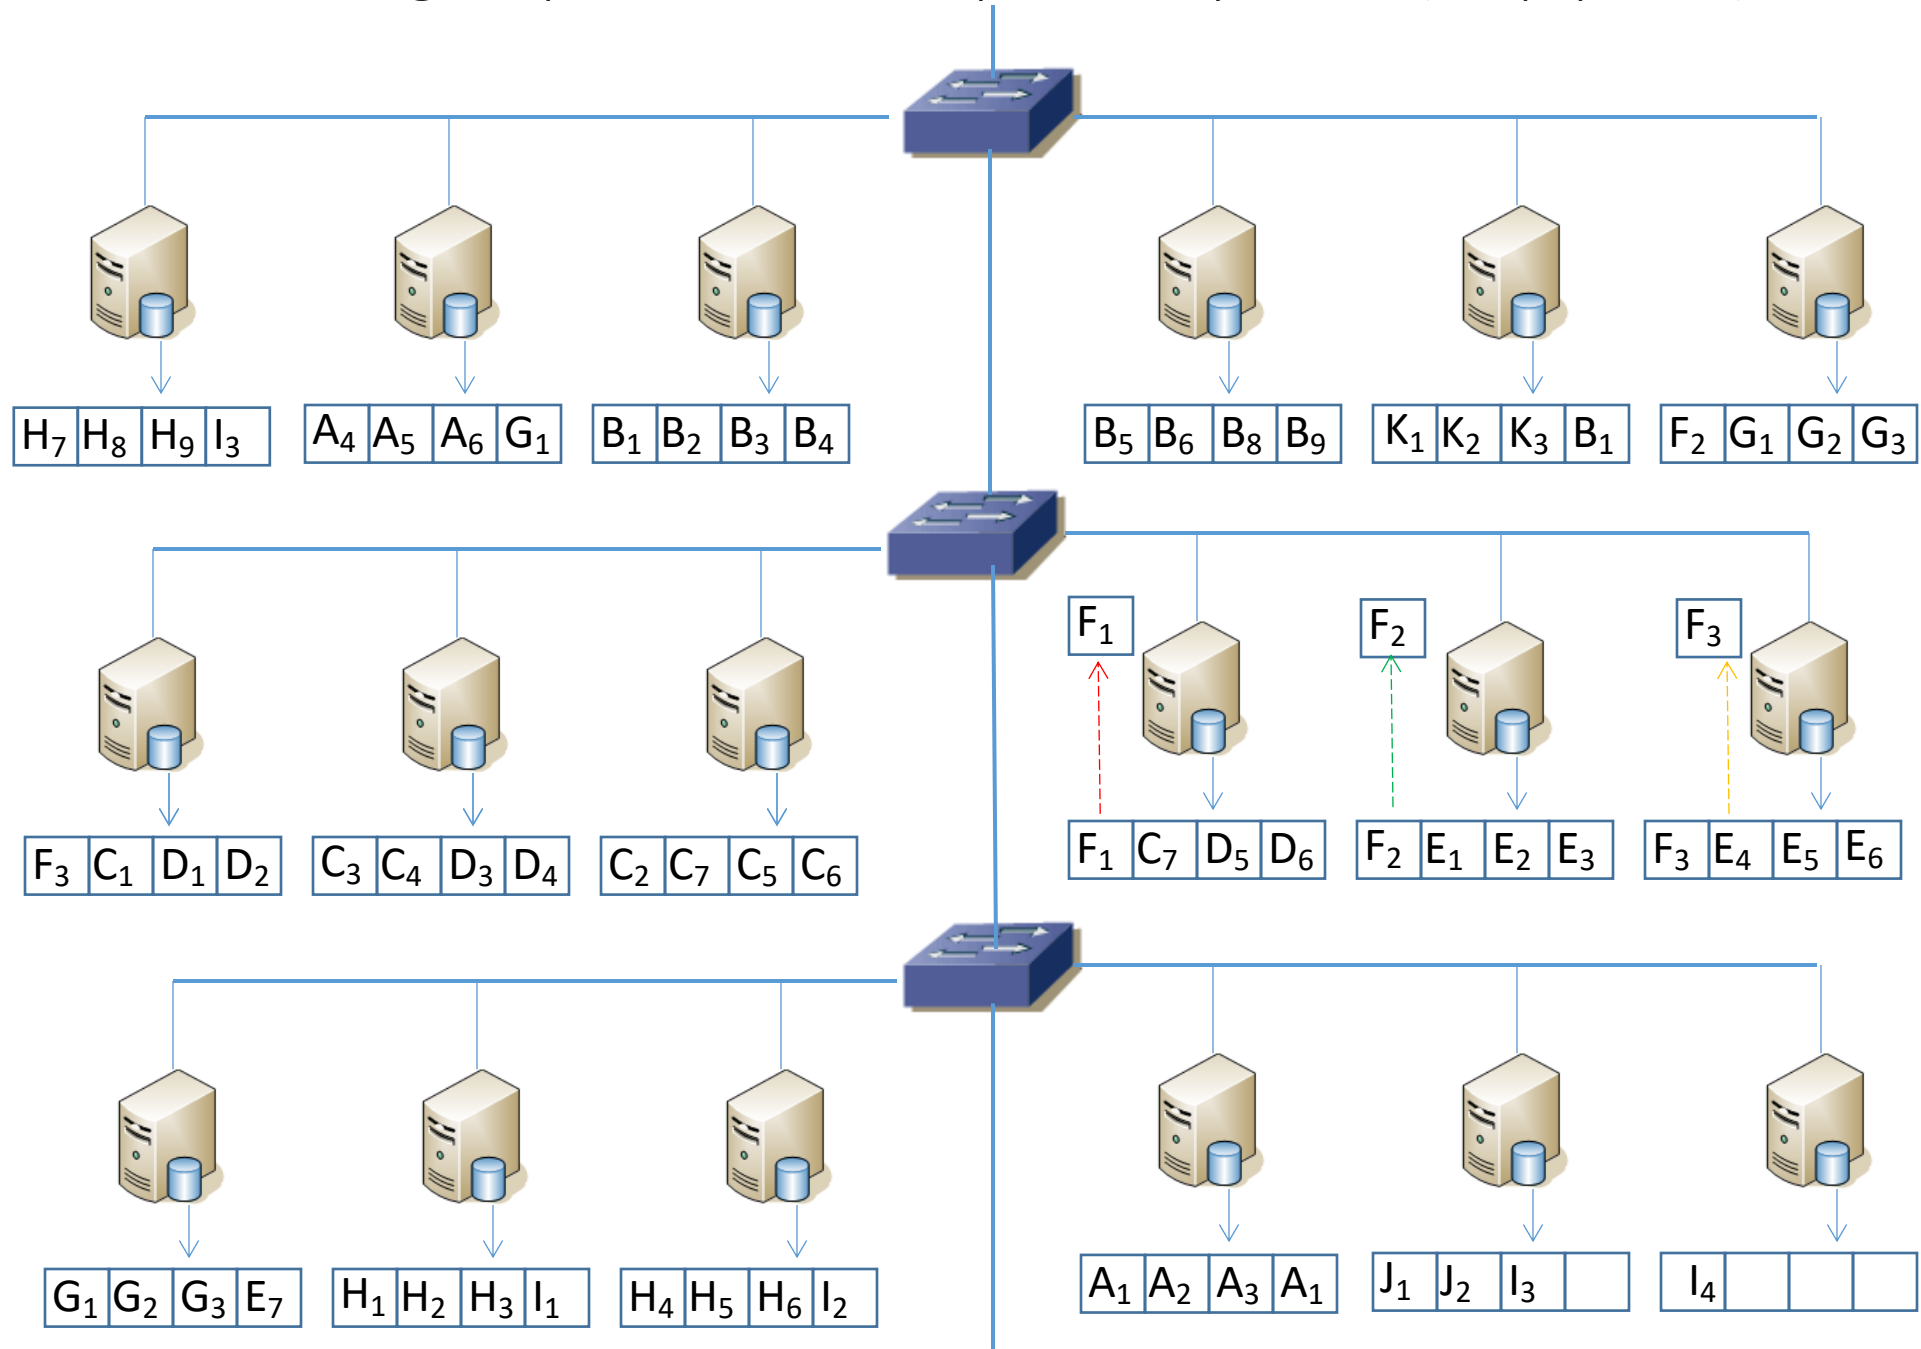 H7 H8 H9 I3
A4 A5 A6 G1
B1 B2 B3 B4
B5 B6 B8 B9
K1 K2 K3 B1
F2 G1 G2 G3
F1
F2
F3
F3 C1 D1 D2
C3 C4 D3 D4
C2 C7 C5 C6
F1 C7 D5 D6
F2 E1 E2 E3
F3 E4 E5 E6
G1 G2 G3 E7
H1 H2 H3 I1
H4 H5 H6 I2
A1 A2 A3 A1
J1 J2 I3
I4